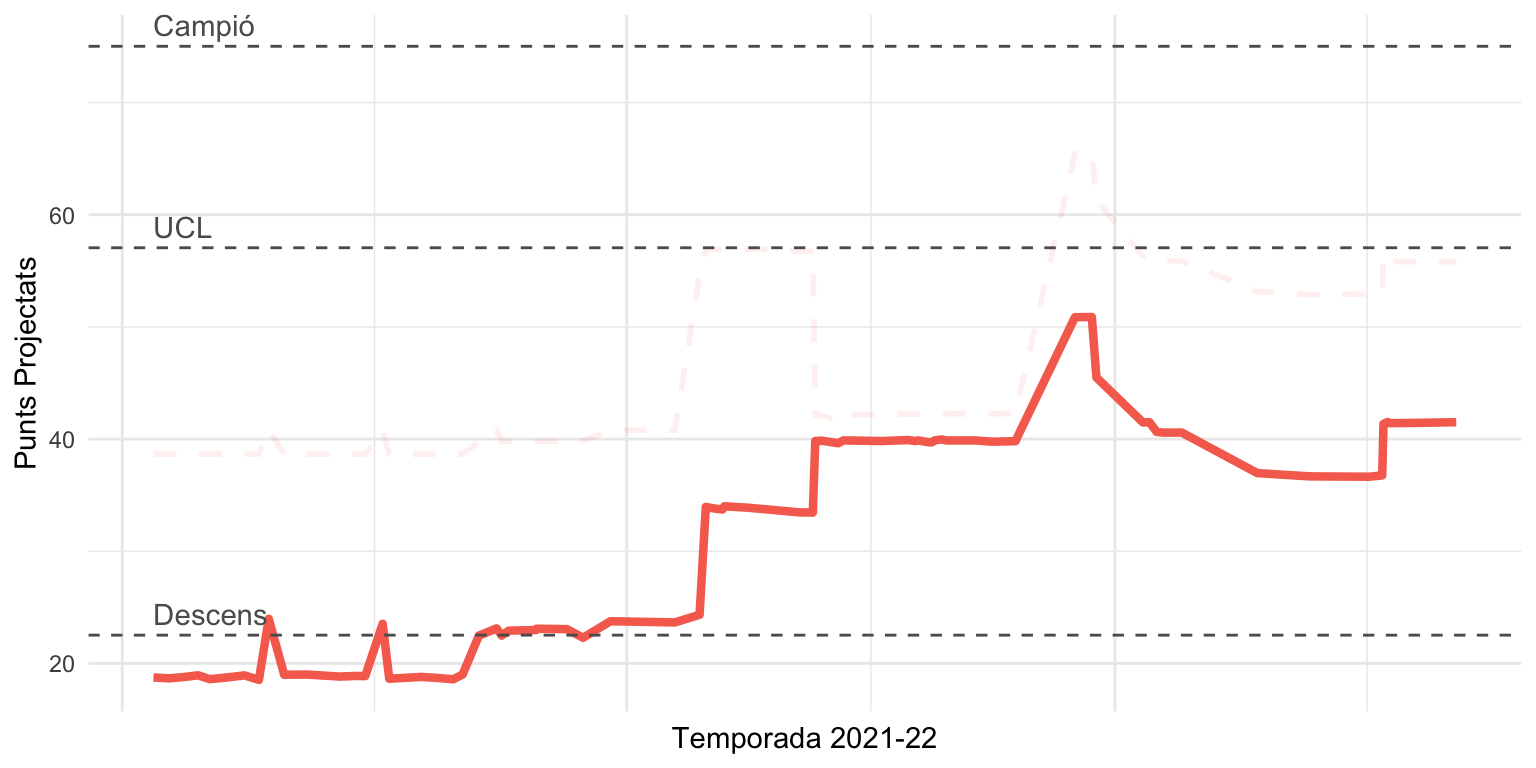 Campió
60
UCL
Punts Projectats
40
Descens
20
Temporada 2021-22